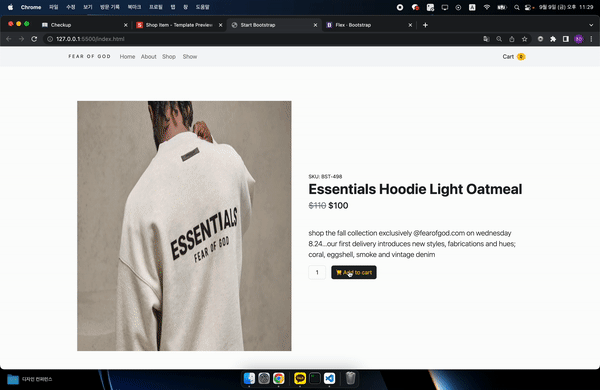 Chrome 파일 수정 보기 방문 기록 북마크 프로필 탭 창 도움말 9월 9일 (금) 오후 11:29
Checkup Shop Item - Template Preview Start Bootstrap Flex · Bootstrap
127.0.0.1:5500/index.html
FEAR OF GOD Home About Shop Show Cart 0
ESSENTIALS
FEAR OF GOD
SKU: BST-498
Essentials Hoodie Light Oatmeal
$110 $100
shop the fall collection exclusively @fearofgod.com on wednesday
8.24...our first delivery introduces new styles, fabrications and hues;
coral, eggshell, smoke and vintage denim
1 Add to cart
디자인 컨퍼런스